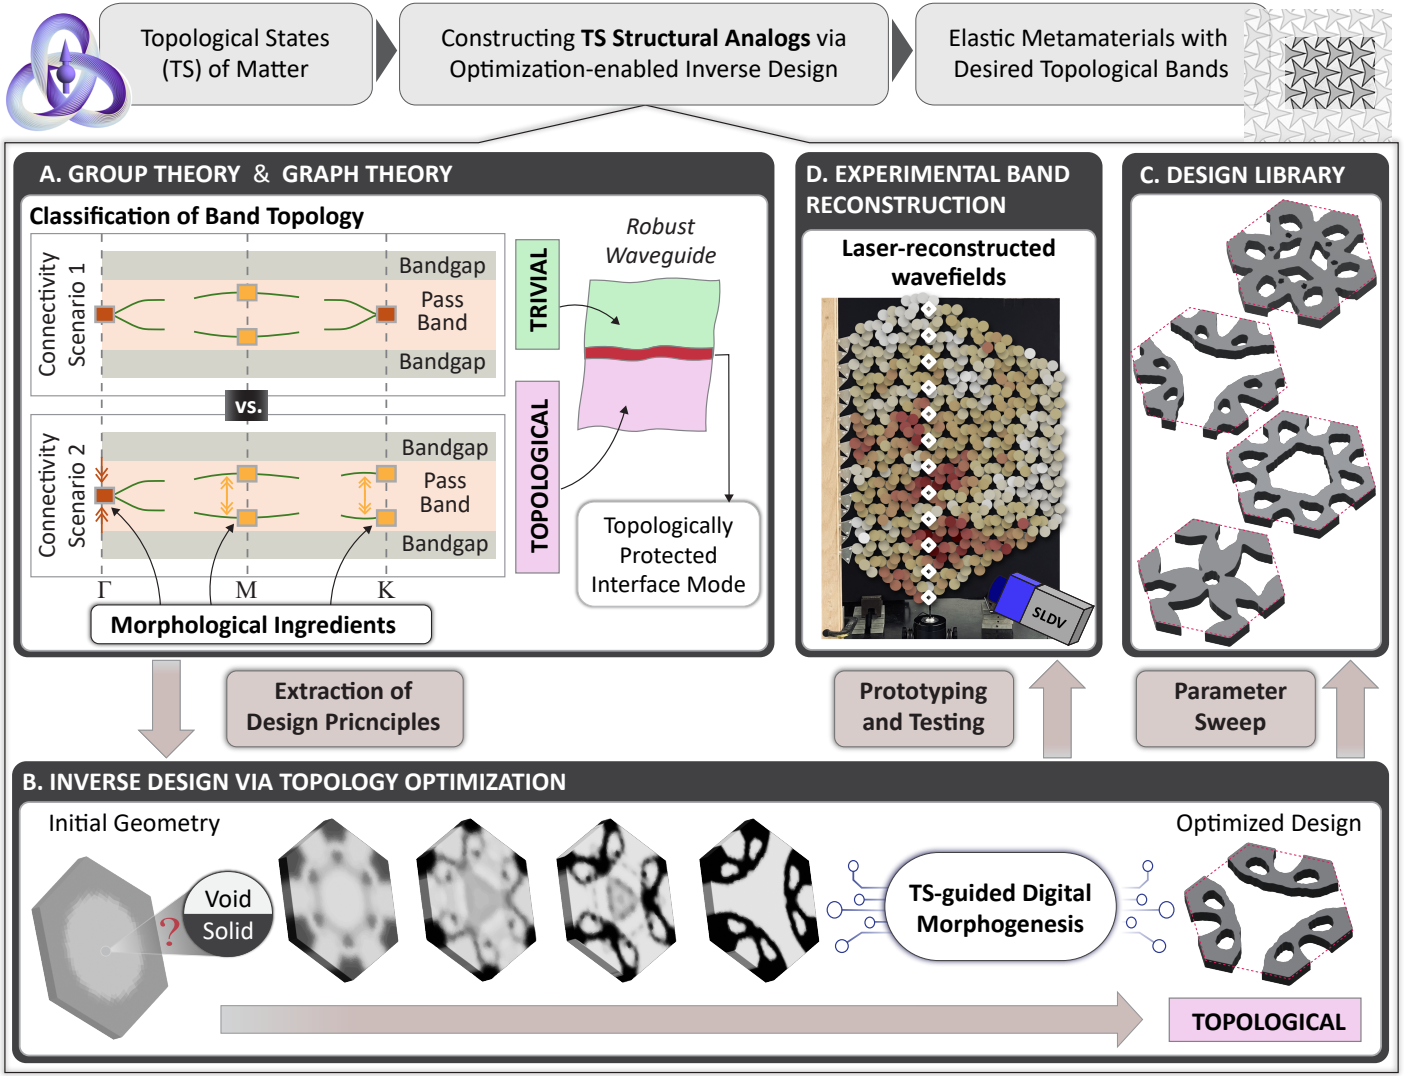 Topological States
(TS) of Matter
Constructing TS Structural Analogs via
Optimization-enabled Inverse Design
Elastic Metamaterials with
Desired Topological Bands
A. GROUP THEORY & GRAPH THEORY
Classification of Band Topology
Connectivity
Scenario 1
Bandgap
Pass
Band
Bandgap
vs.
Connectivity
Scenario 2
Bandgap
Pass
Band
Bandgap
Γ
M
K
Morphological Ingredients
TRIVIAL
TOPOLOGICAL
Robust
Waveguide
Topologically
Protected
Interface Mode
D. EXPERIMENTAL BAND
RECONSTRUCTION
Laser-reconstructed
wavefields
SLDV
C. DESIGN LIBRARY
Extraction of
Design Pricnciples
Prototyping
and Testing
Parameter
Sweep
B. INVERSE DESIGN VIA TOPOLOGY OPTIMIZATION
Initial Geometry
?
Void
Solid
TS-guided Digital
Morphogenesis
Optimized Design
TOPOLOGICAL